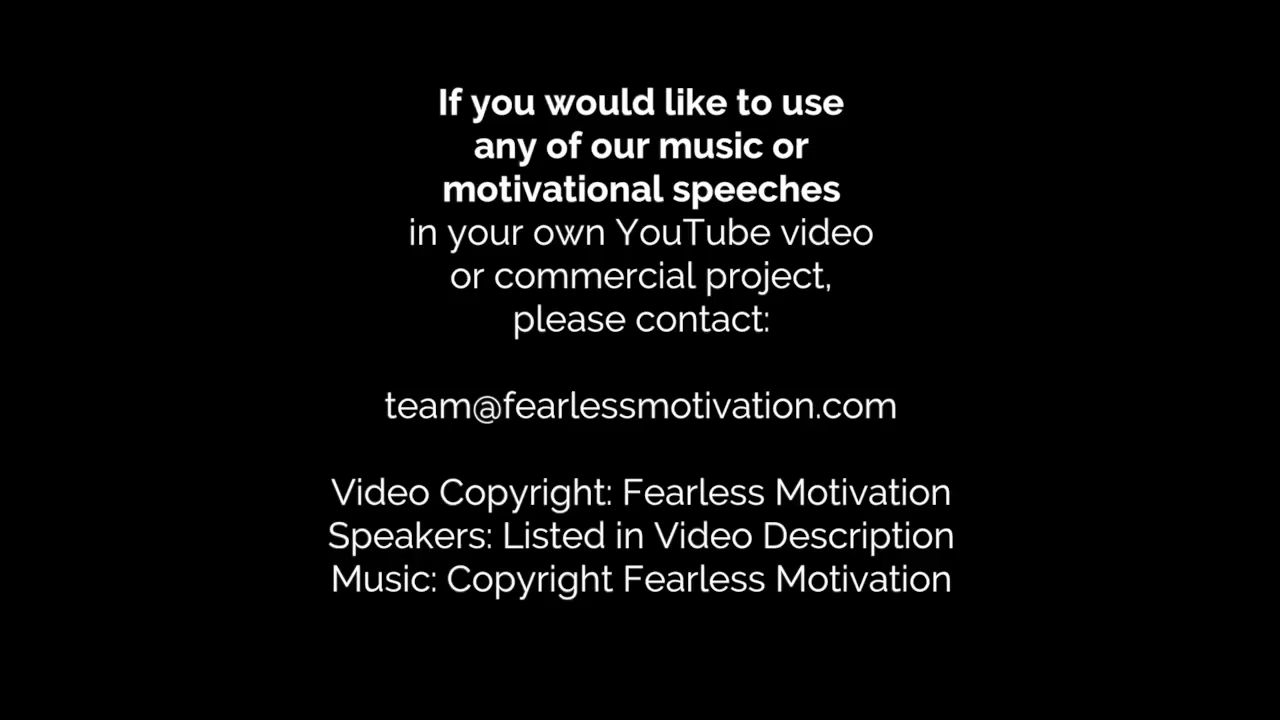 If you would like to use
any of our music or
motivational speeches
in your own YouTube video
or commercial project,
please contact:
team@fearlessmotivation.com
Video Copyright: Fearless Motivation
Speakers: Listed in Video Description
Music: Copyright Fearless Motivation